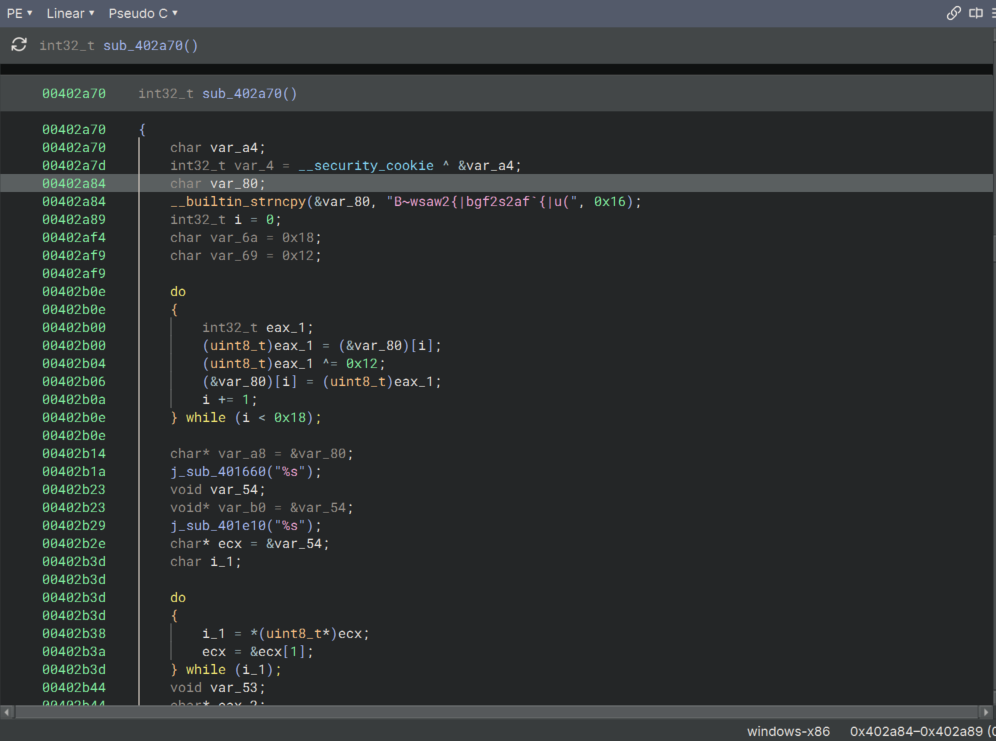 PE ▾ Linear ▾ Pseudo C ▾
int32_t sub_402a70()
00402a70 int32_t sub_402a70()
00402a70 {
00402a70 char var_a4;
00402a7d int32_t var_4 = __security_cookie ^ &var_a4;
00402a84 char var_80;
00402a84 __builtin_strncpy(&var_80, "B~wsaw2{|bgf2s2af`{|u(", 0x16);
00402a89 int32_t i = 0;
00402af4 char var_6a = 0x18;
00402af9 char var_69 = 0x12;
00402af9
00402b0e do
00402b0e {
00402b00 int32_t eax_1;
00402b00 (uint8_t)eax_1 = (&var_80)[i];
00402b04 (uint8_t)eax_1 ^= 0x12;
00402b06 (&var_80)[i] = (uint8_t)eax_1;
00402b0a i += 1;
00402b0e } while (i < 0x18);
00402b0e
00402b14 char* var_a8 = &var_80;
00402b1a j_sub_401660("%s");
00402b23 void var_54;
00402b23 void* var_b0 = &var_54;
00402b29 j_sub_401e10("%s");
00402b2e char* ecx = &var_54;
00402b3d char i_1;
00402b3d
00402b3d do
00402b3d {
00402b38 i_1 = *(uint8_t*)ecx;
00402b3a ecx = &ecx[1];
00402b3d } while (i_1);
00402b44 void var_53;
00402b44 char* eax_2;
windows-x86 0x402a84–0x402a89 (0